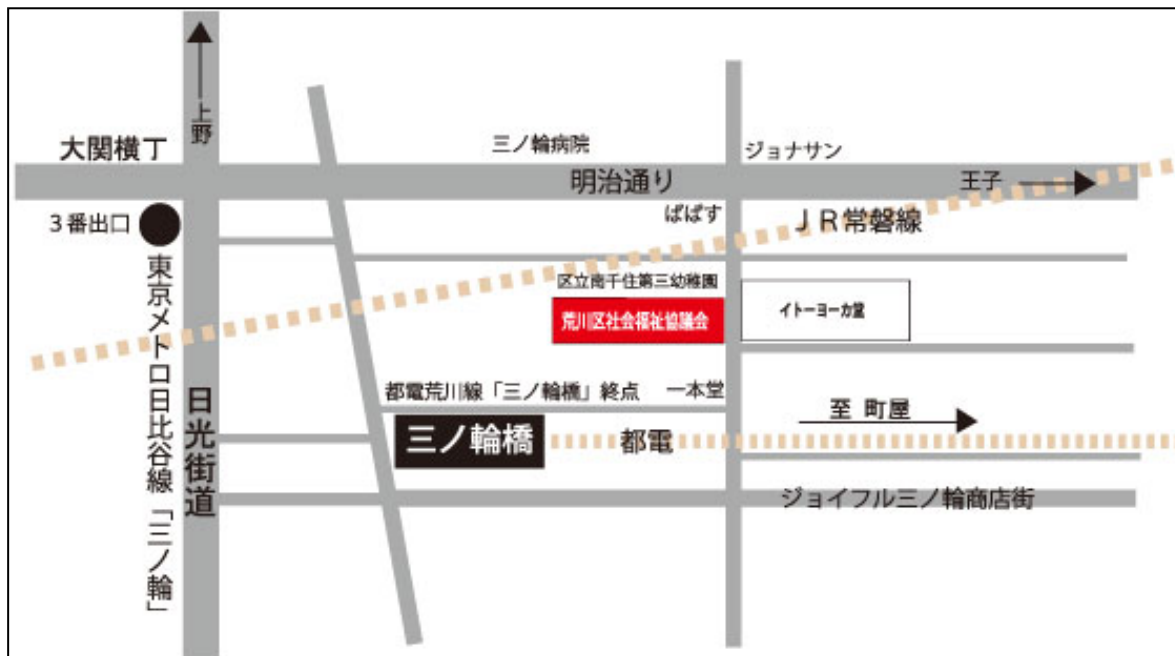 上野
大関横丁
三ノ輪病院
ジョナサン
明治通り
王子
3番出口
ぱぱす
ＪＲ常磐線
東京メトロ日比谷線「三ノ輪」
区立南千住第三幼稚園
荒川区社会福祉協議会
イトーヨーカ堂
日光街道
都電荒川線「三ノ輪橋」終点
一本堂
至 町屋
三ノ輪橋
都電
ジョイフル三ノ輪商店街